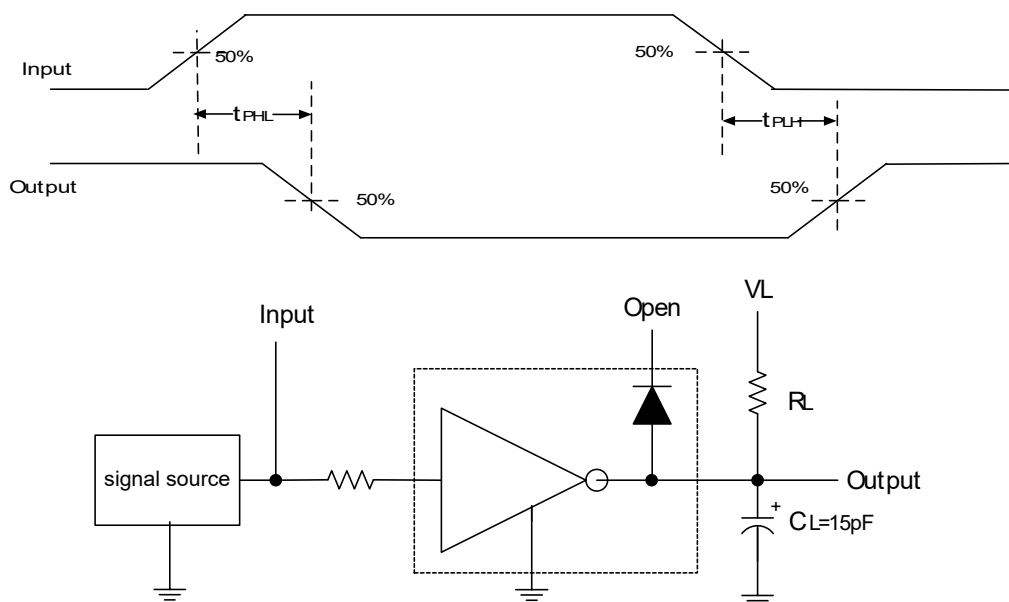 50%
50%
Input
tPHL
tPLH
Output
50%
50%
VL
Input
Open
RL
signal source
Output
+
CL=15pF